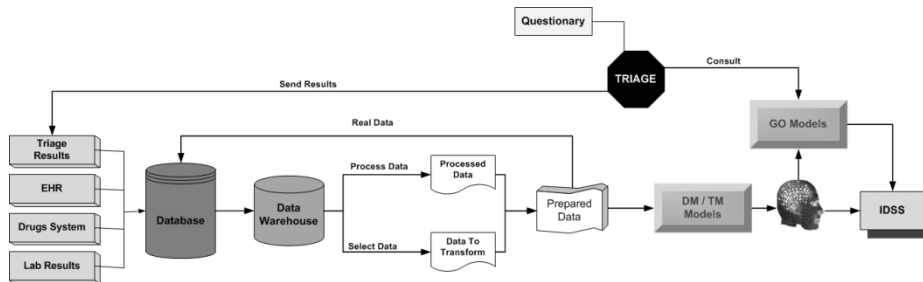 Questionary
TRIAGE
Consult
Send Results
Real Data
Triage
Results
EHR
Drugs System
Lab Results
Database
Data
Warehouse
Process Data
Select Data
Processed
Data
Data To
Transform
Prepared
Data
DM / TM
Models
GO Models
IDSS